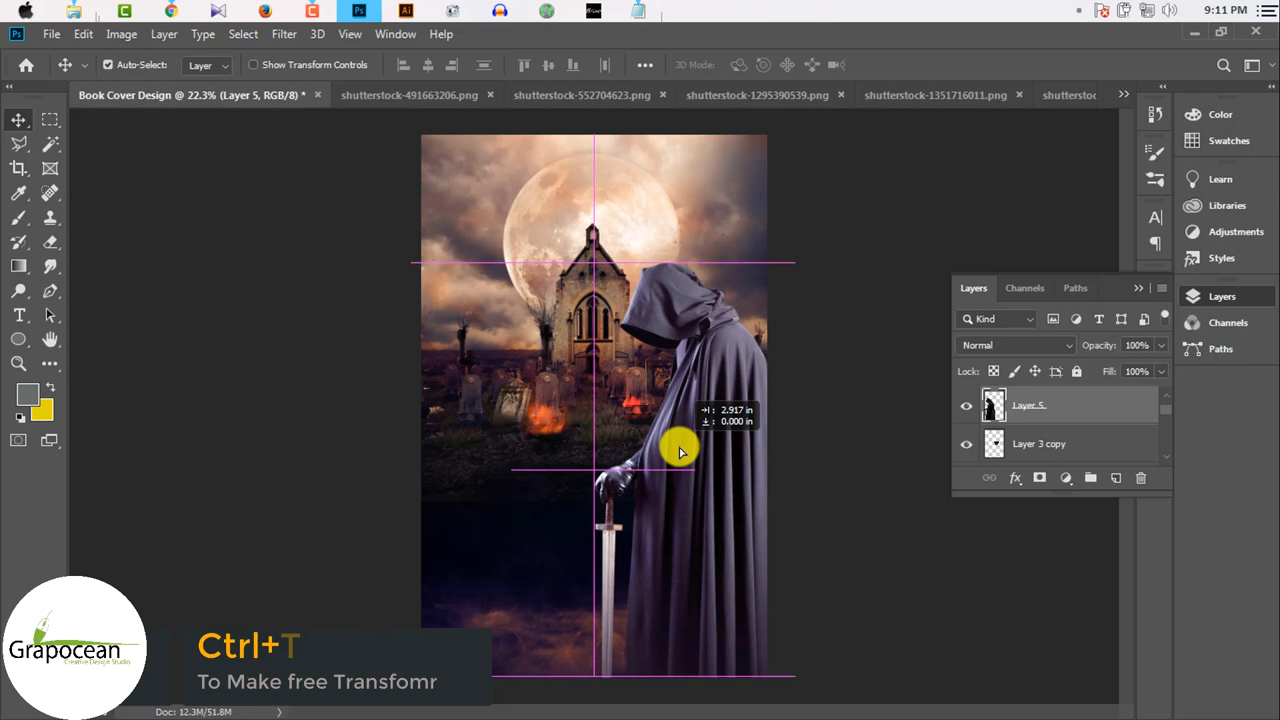 9:11 PM
Ps File Edit Image Layer Type Select Filter 3D View Window Help
Auto-Select: Layer Show Transform Controls 3D Mode:
Book Cover Design @ 22.3% (Layer 5, RGB/8) * × shutterstock-491663206.png × shutterstock-552704623.png × shutterstock-1295390539.png × shutterstock-1351716011.png × shuttersto
Color
Swatches
Learn
Libraries
Adjustments
Styles
Layers
Channels
Paths
Layers Channels Paths
Kind
Normal Opacity: 100%
Lock: Fill: 100%
Layer 5
Layer 3 copy
2.917 in
0.000 in
Ctrl+T
To Make free Transfomr
Grapocean
Creative Design Studio
Doc: 12.3M/51.8M